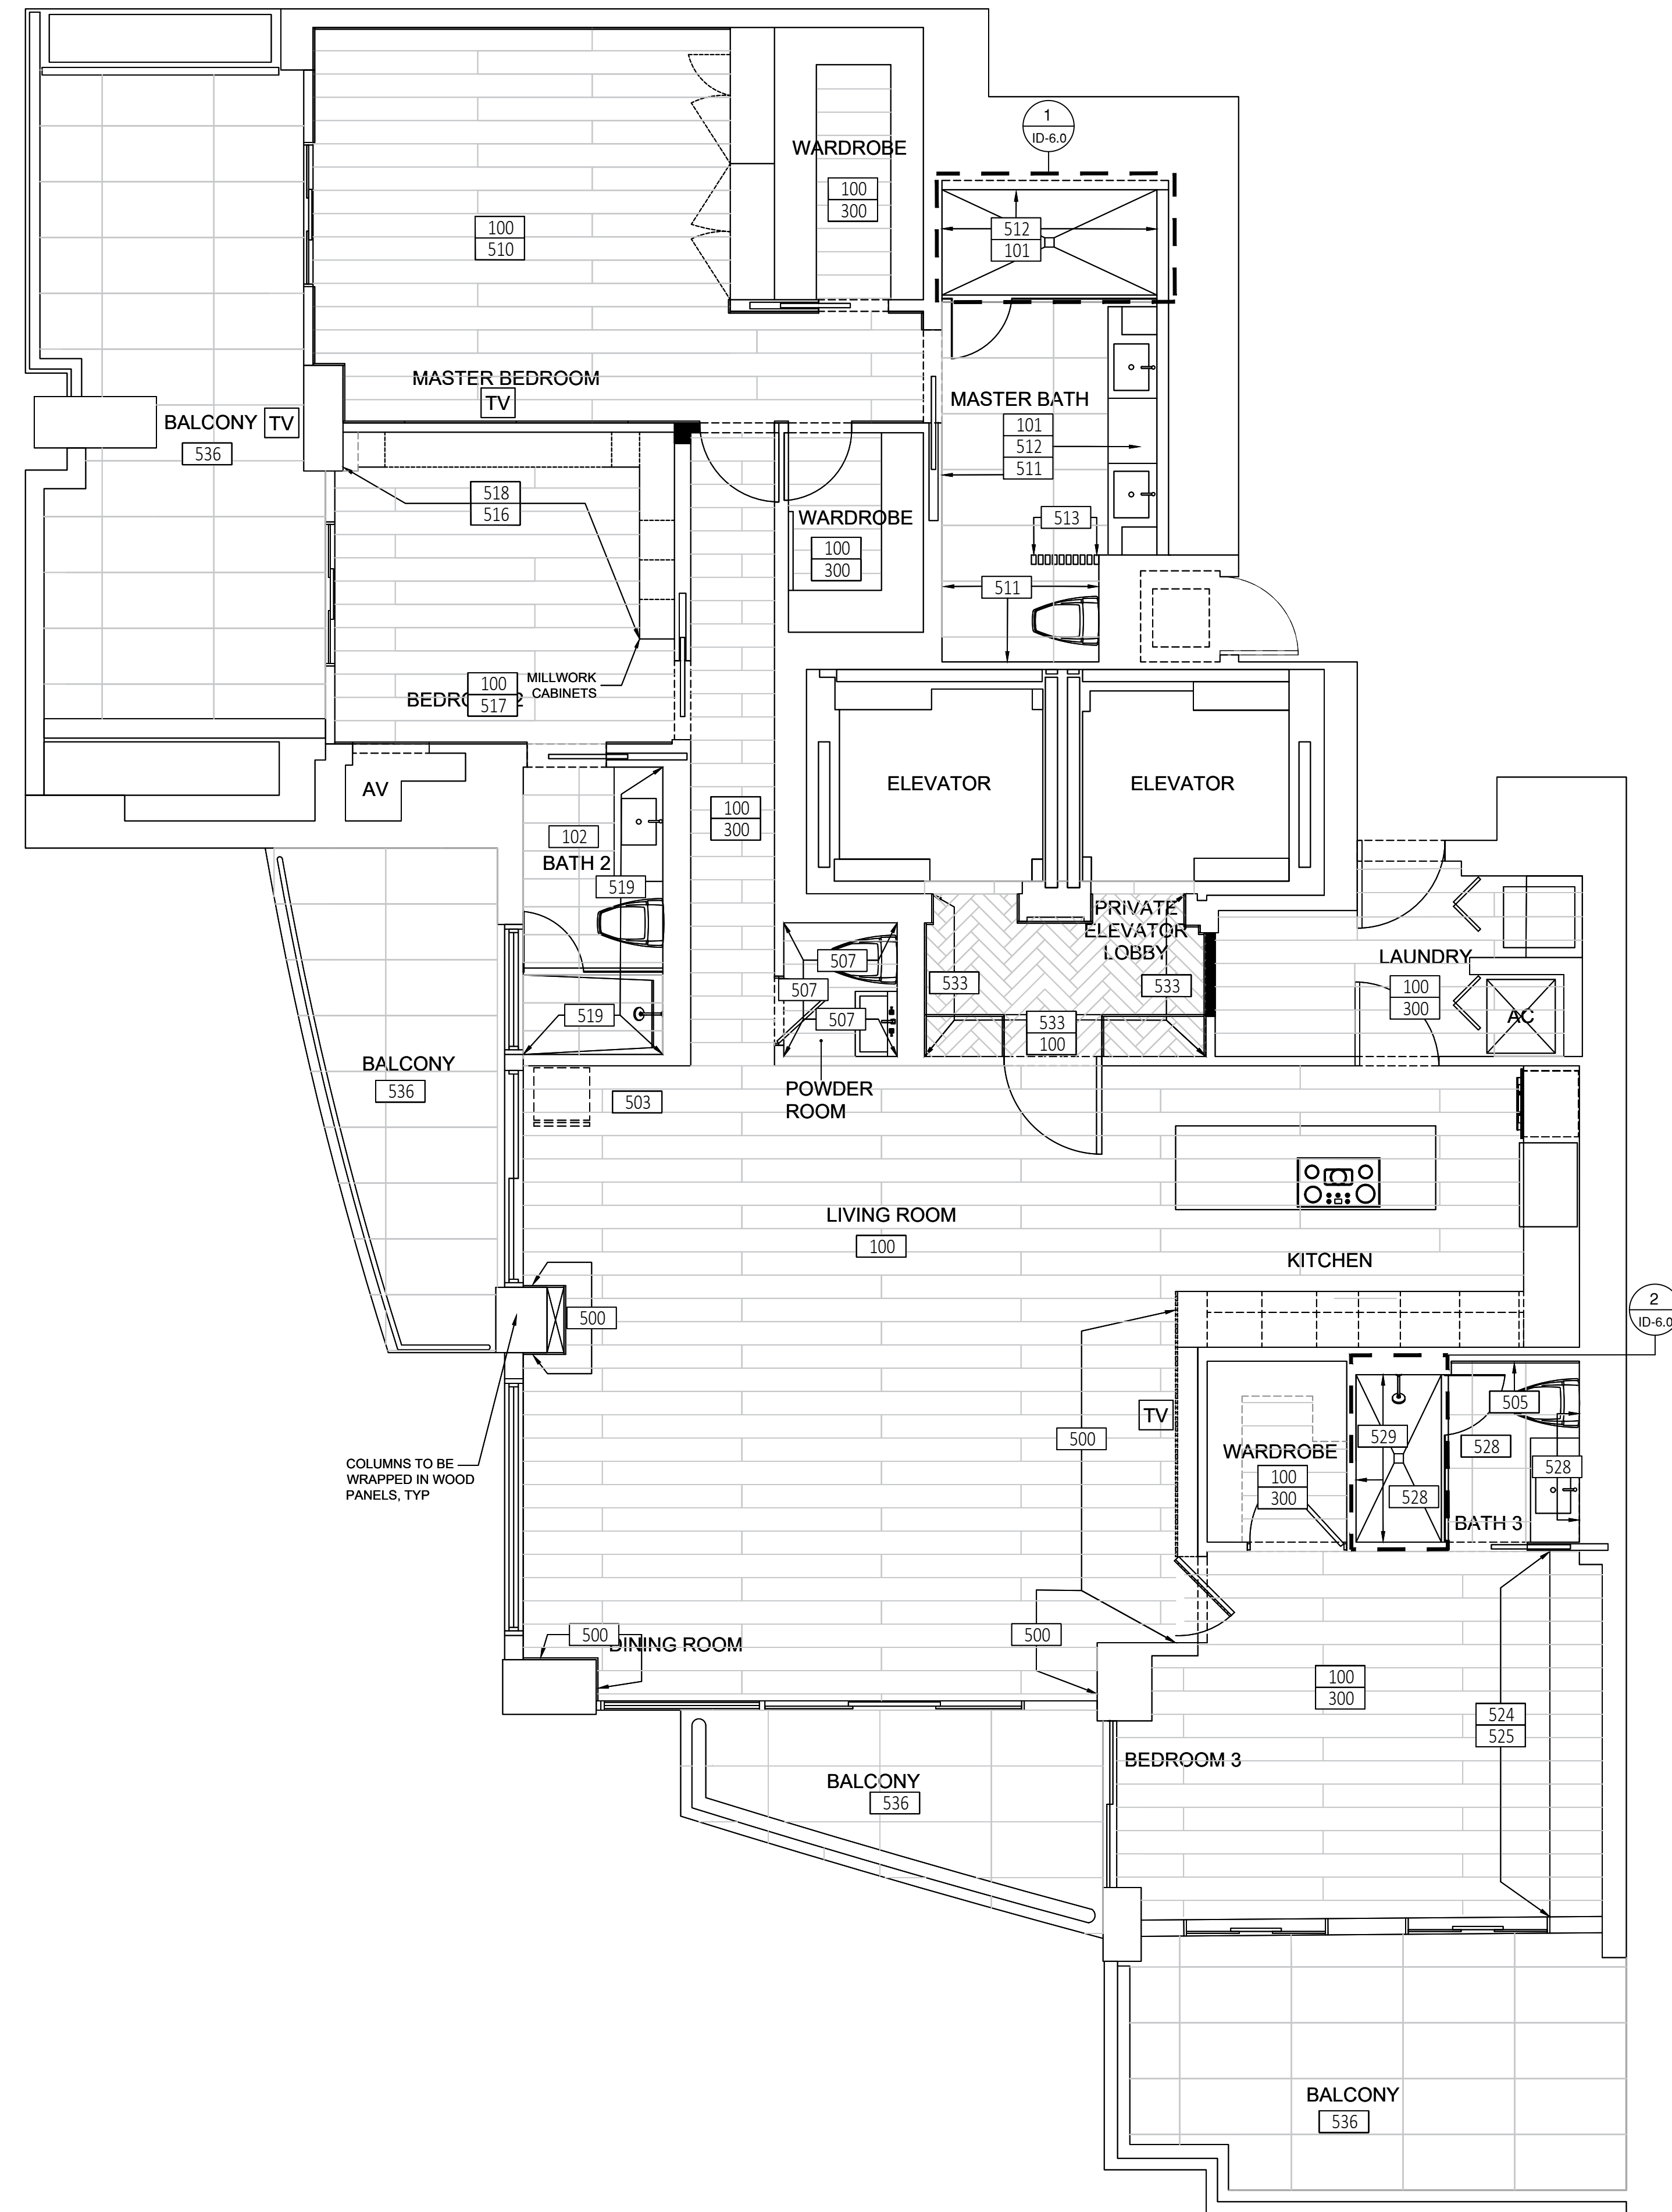 1
ID-6.0
WARDROBE
100
300
512
101
100
510
MASTER BEDROOM
TV
MASTER BATH
101
512
511
BALCONY
TV
536
518
516
513
WARDROBE
100
300
511
MILLWORK
CABINETS
100
517
BEDROOM 2
ELEVATOR
ELEVATOR
AV
100
300
102
BATH 2
519
PRIVATE
ELEVATOR
LOBBY
LAUNDRY
507
507
507
533
533
100
300
AC
519
533
100
BALCONY
536
503
POWDER
ROOM
LIVING ROOM
100
KITCHEN
500
2
ID-6.0
TV
500
505
529
528
528
528
WARDROBE
100
300
BATH 3
COLUMNS TO BE
WRAPPED IN WOOD
PANELS, TYP
500
DINING ROOM
500
100
300
524
525
BEDROOM 3
BALCONY
536
BALCONY
536